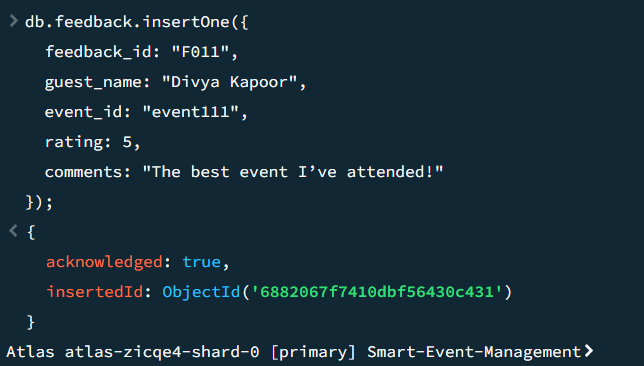 > db.feedback.insertOne({
feedback_id: "F011",
guest_name: "Divya Kapoor",
event_id: "event111",
rating: 5,
comments: "The best event I’ve attended!"
});
< {
acknowledged: true,
insertedId: ObjectId('6882067f7410dbf56430c431')
}
Atlas atlas-zicqe4-shard-0 [primary] Smart-Event-Management>